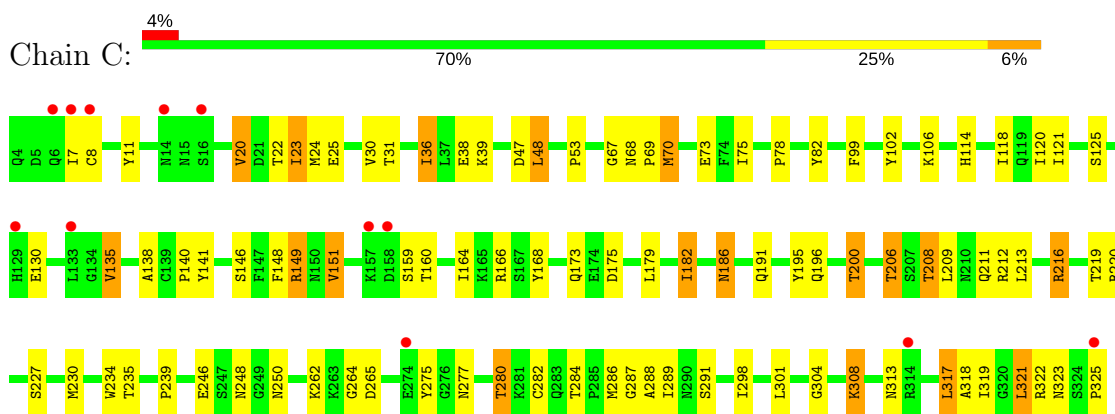 4%
Chain C:
70% 25% 6%
Q4 D5 Q6 I7 C8 Y11 N14 N15 S16 V20 D21 T22 I23 M24 E25 V30 T31 I36 L37 E38 K39 D47 L48 P53 G67 N68 P69 M70 E73 F74 I75 P78 Y82 F99 Y102 K106 H114 I118 Q119 I120 I121 S125
H129 E130 L133 G134 V135 A138 C139 P140 Y141 S146 F147 F148 R149 N150 V151 K157 D158 S159 T160 I164 K165 R166 S167 Y168 Q173 E174 D175 L179 I182 N186 Q191 Y195 Q196 T200 T206 S207 T208 L209 N210 Q211 R212 L213 R216 T219
S227 M230 W234 T235 P239 E246 S247 N248 G249 N250 K262 K263 G264 D265 E274 Y275 G276 N277 T280 K281 C282 Q283 T284 P285 M286 G287 A288 I289 N290 S291 I298 L301 G304 K308 N313 R314 L317 A318 I319 G320 L321 R322 N323 S324 P325